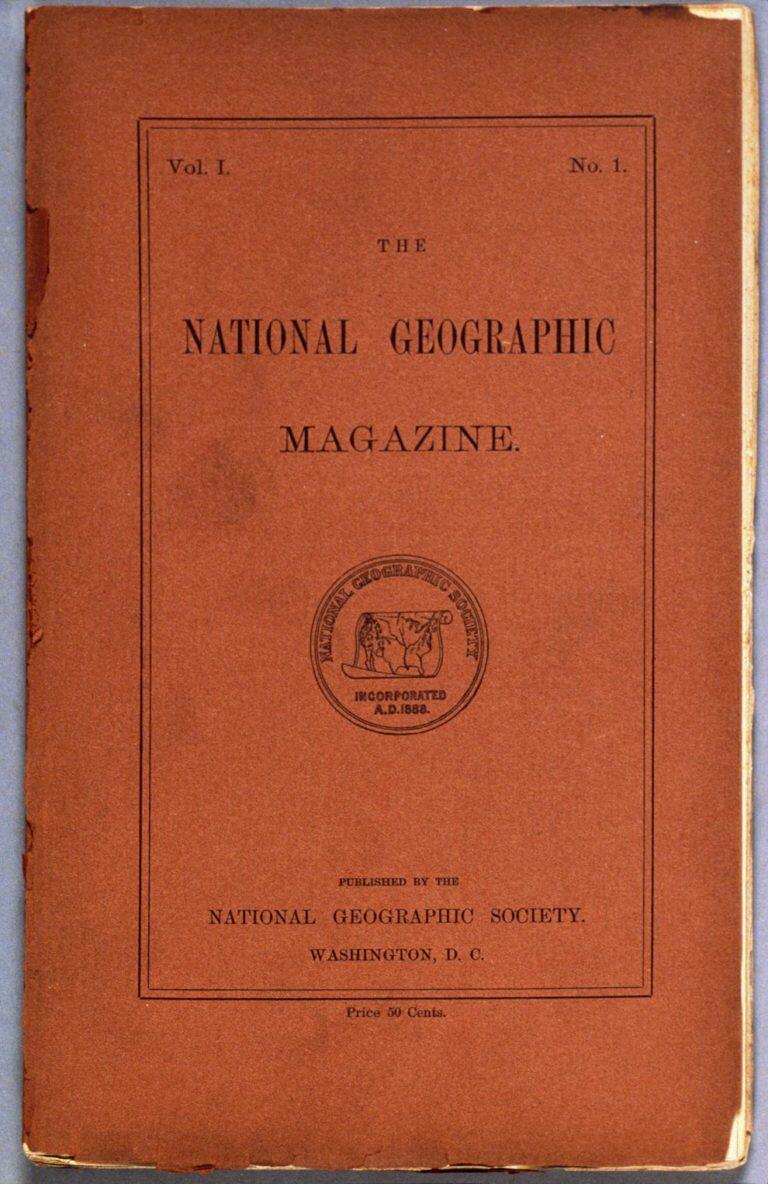 Vol. I. No. 1.
THE
NATIONAL GEOGRAPHIC
MAGAZINE.
NATIONAL GEOGRAPHIC SOCIETY
INCORPORATED
A.D.1888.
PUBLISHED BY THE
NATIONAL GEOGRAPHIC SOCIETY.
WASHINGTON, D. C.
Price 50 Cents.